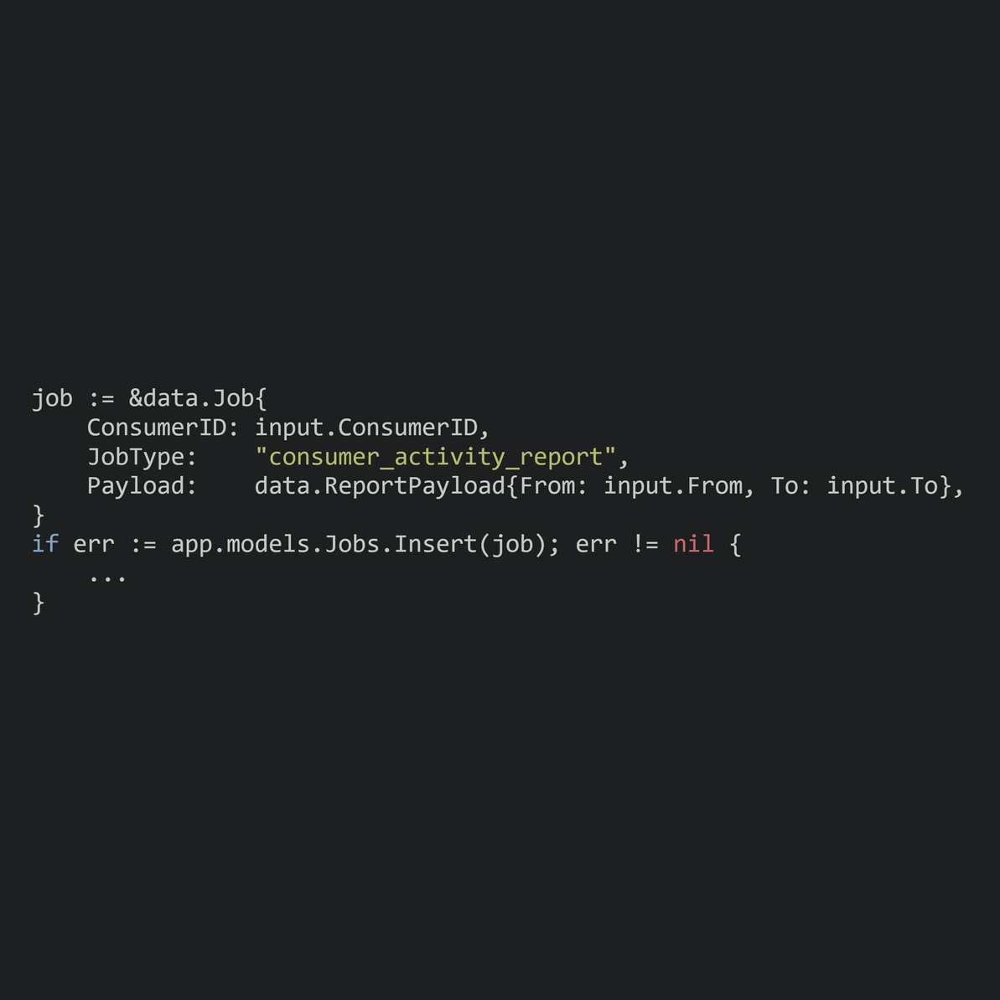 job := &data.Job{
    ConsumerID: input.ConsumerID,
    JobType:    "consumer_activity_report",
    Payload:    data.ReportPayload{From: input.From, To: input.To},
}
if err := app.models.Jobs.Insert(job); err != nil {
    ...
}